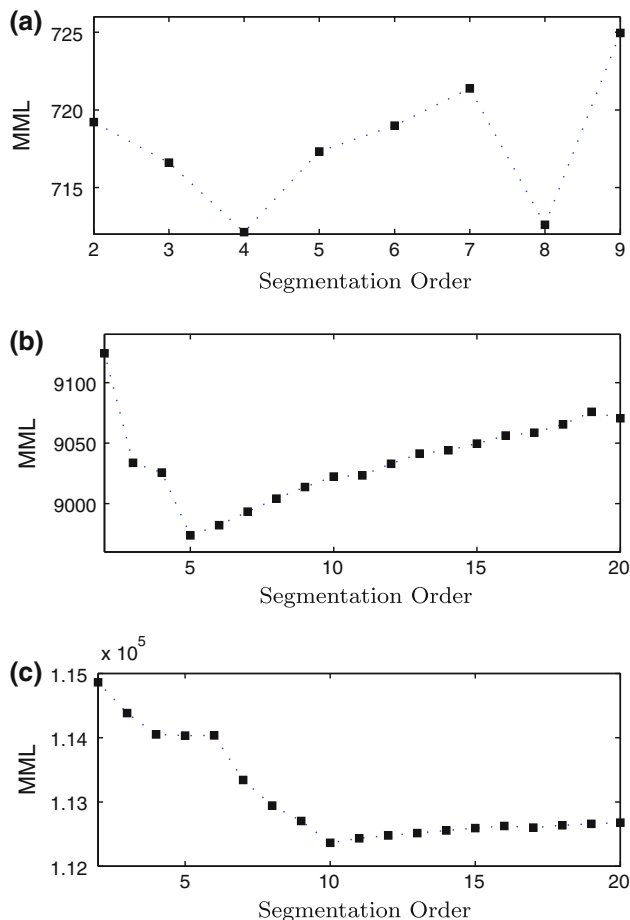 (a)
725
720
715
MML
2 3 4 5 6 7 8 9
Segmentation Order
(b)
9100
9050
9000
MML
5 10 15 20
Segmentation Order
(c)
x 10^5
1.15
1.14
1.13
1.12
MML
5 10 15 20
Segmentation Order